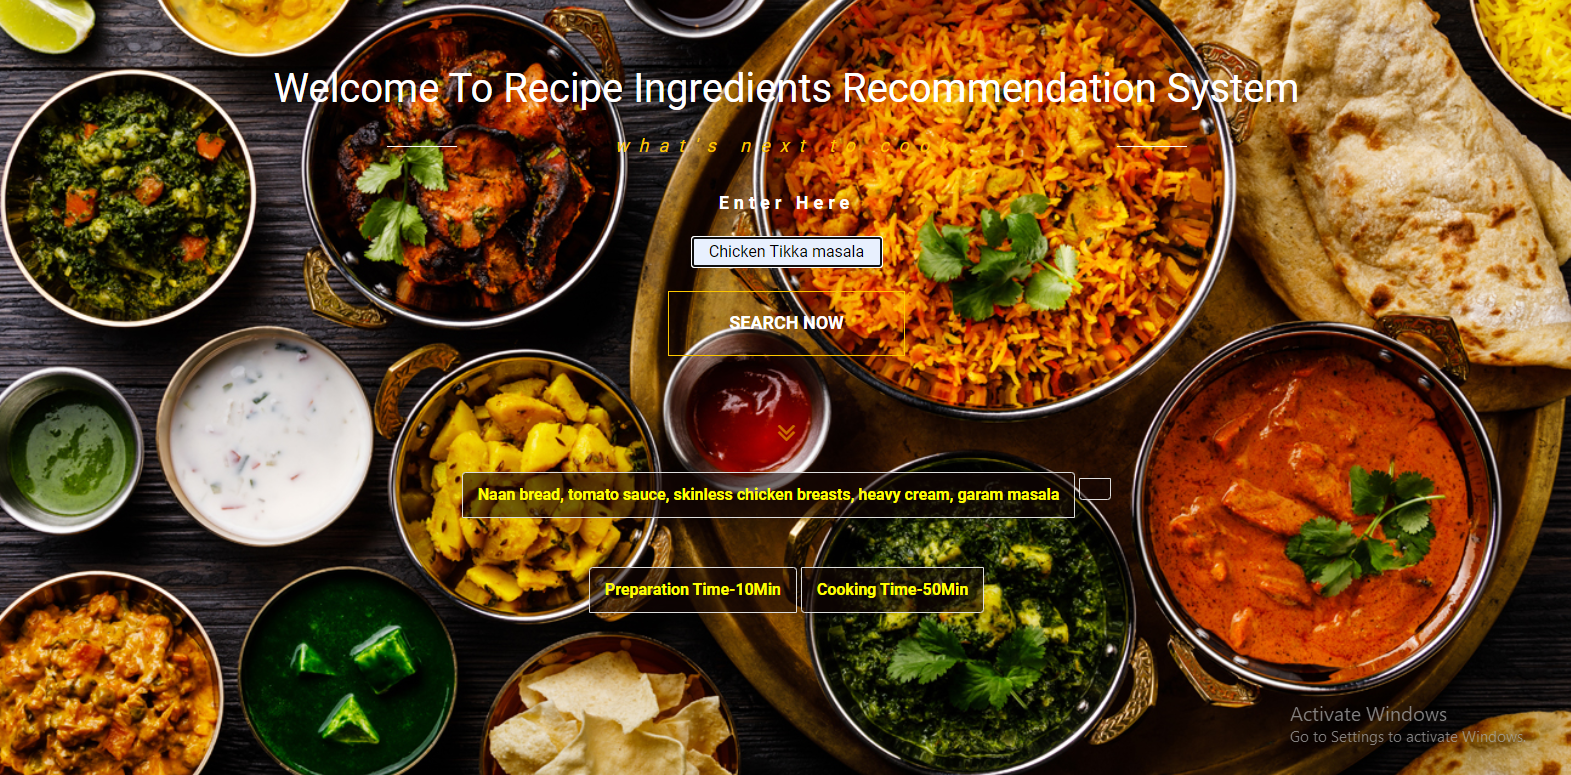 Welcome To Recipe Ingredients Recommendation System
what's next to cook
Enter Here
Chicken Tikka masala
SEARCH NOW
Naan bread, tomato sauce, skinless chicken breasts, heavy cream, garam masala
Preparation Time-10Min Cooking Time-50Min
Activate Windows
Go to Settings to activate Windows.